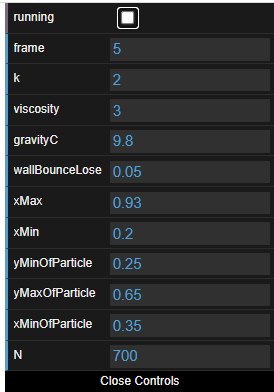 running
frame 5
k 2
viscosity 3
gravityC 9.8
wallBounceLose 0.05
xMax 0.93
xMin 0.2
yMinOfParticle 0.25
yMaxOfParticle 0.65
xMinOfParticle 0.35
N 700
Close Controls